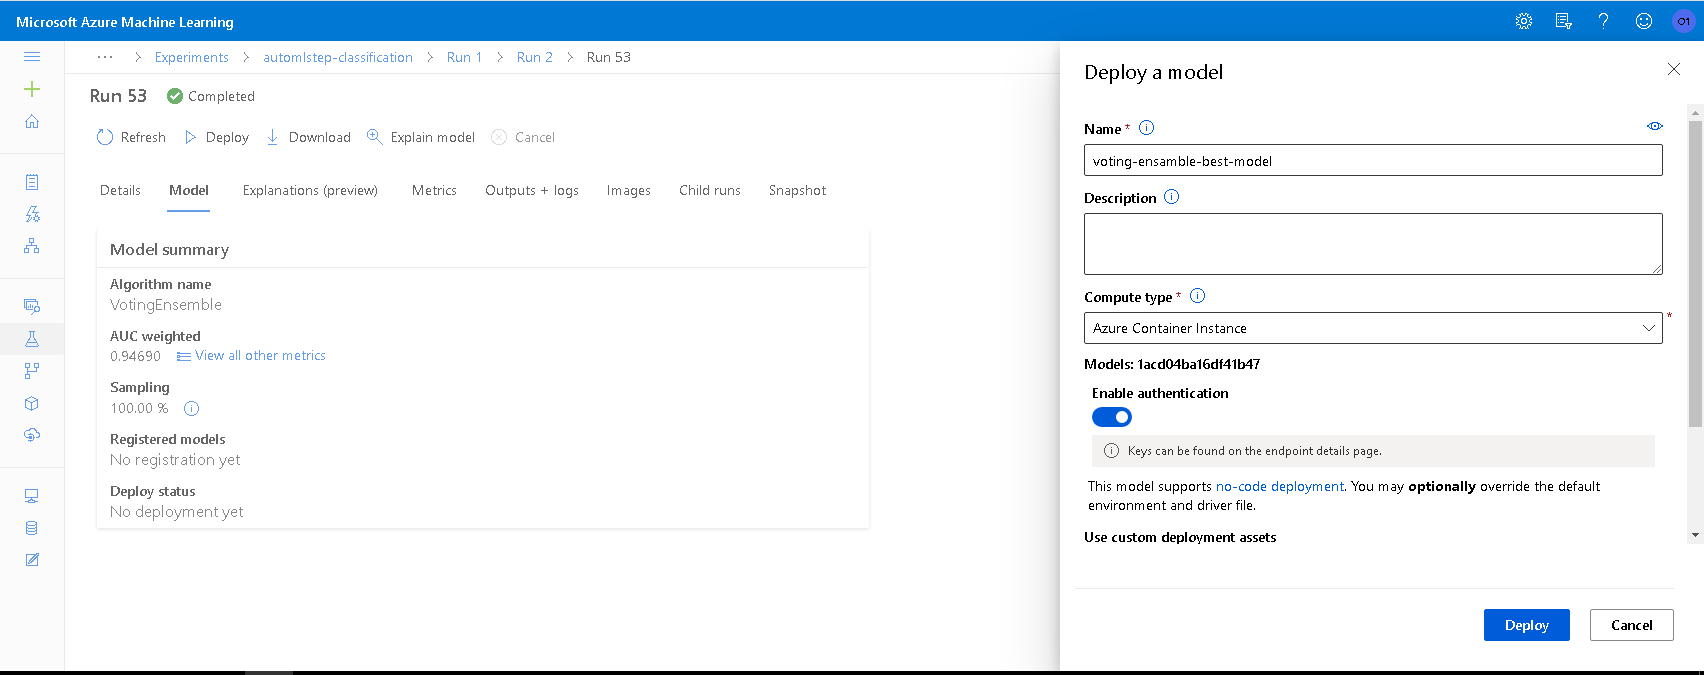 Microsoft Azure Machine Learning
O1
... > Experiments > automlstep-classification > Run 1 > Run 2 > Run 53
Run 53 Completed
Refresh Deploy Download Explain model Cancel
Details Model Explanations (preview) Metrics Outputs + logs Images Child runs Snapshot
Model summary
Algorithm name
VotingEnsemble
AUC weighted
0.94690 View all other metrics
Sampling
100.00 %
Registered models
No registration yet
Deploy status
No deployment yet
Deploy a model
Name *
voting-ensamble-best-model
Description
Compute type *
Azure Container Instance
*
Models: 1acd04ba16df41b47
Enable authentication
Keys can be found on the endpoint details page.
This model supports no-code deployment. You may optionally override the default
environment and driver file.
Use custom deployment assets
Deploy Cancel